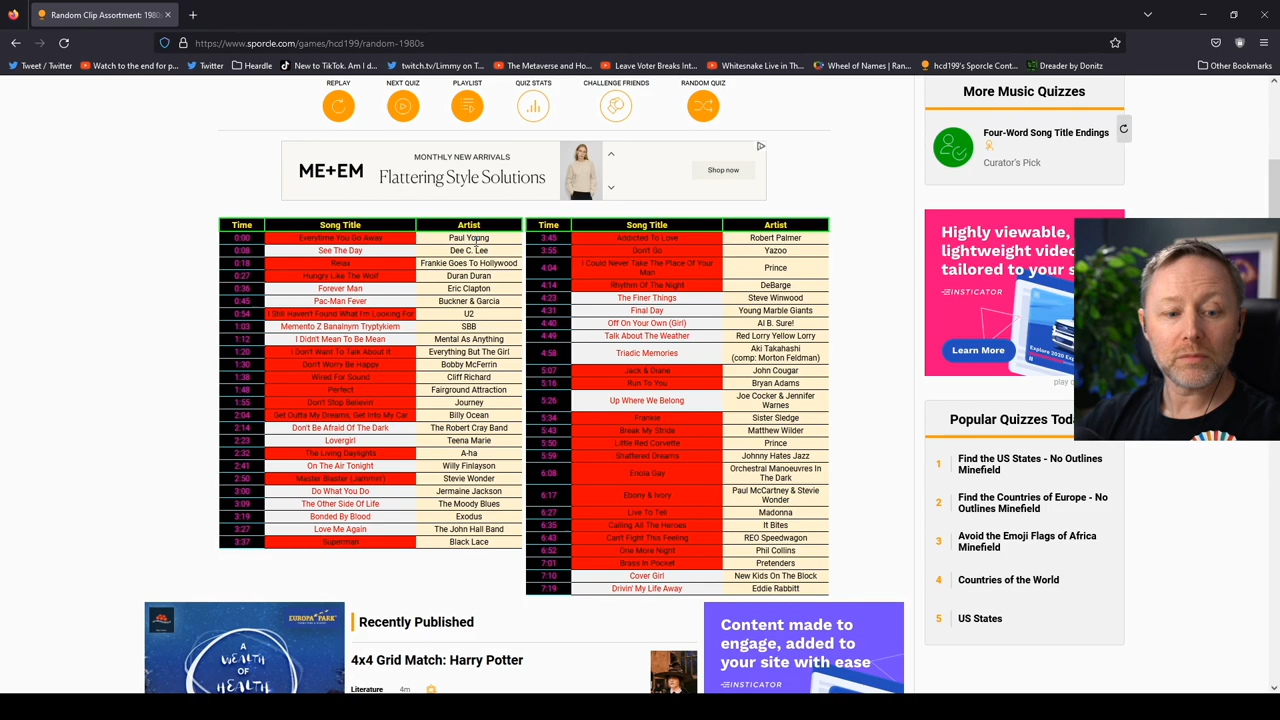 Random Clip Assortment: 1980s
https://www.sporcle.com/games/hcd199/random-1980s
Tweet / Twitter
Watch to the end for p...
Twitter
Heardle
New to TikTok. Am I d...
twitch.tv/Limmy on T...
The Metaverse and Ho...
Leave Voter Breaks Int...
Whitesnake Live in Th...
Wheel of Names | Ran...
hcd199's Sporcle Cont...
Dreader by Donitz
Other Bookmarks
REPLAY
NEXT QUIZ
PLAYLIST
QUIZ STATS
CHALLENGE FRIENDS
RANDOM QUIZ
ME+EM
MONTHLY NEW ARRIVALS
Flattering Style Solutions
Shop now
Time Song Title Artist
0:00 Everytime You Go Away Paul Young
0:08 See The Day Dee C. Lee
0:18 Relax Frankie Goes To Hollywood
0:27 Hungry Like The Wolf Duran Duran
0:36 Forever Man Eric Clapton
0:45 Pac-Man Fever Buckner & Garcia
0:54 I Still Haven't Found What I'm Looking For U2
1:03 Memento Z Banalnym Tryptykiem SBB
1:12 I Didn't Mean To Be Mean Mental As Anything
1:20 I Don't Want To Talk About It Everything But The Girl
1:30 Don't Worry Be Happy Bobby McFerrin
1:38 Wired For Sound Cliff Richard
1:48 Perfect Fairground Attraction
1:55 Don't Stop Believin' Journey
2:04 Get Outta My Dreams, Get Into My Car Billy Ocean
2:14 Don't Be Afraid Of The Dark The Robert Cray Band
2:23 Lovergirl Teena Marie
2:32 The Living Daylights A-ha
2:41 On The Air Tonight Willy Finlayson
2:50 Master Blaster (Jammin') Stevie Wonder
3:00 Do What You Do Jermaine Jackson
3:09 The Other Side Of Life The Moody Blues
3:19 Bonded By Blood Exodus
3:27 Love Me Again The John Hall Band
3:37 Superman Black Lace
Time Song Title Artist
3:45 Addicted To Love Robert Palmer
3:55 Don't Go Yazoo
4:04 I Could Never Take The Place Of Your
Man Prince
4:14 Rhythm Of The Night DeBarge
4:23 The Finer Things Steve Winwood
4:31 Final Day Young Marble Giants
4:40 Off On Your Own (Girl) Al B. Sure!
4:49 Talk About The Weather Red Lorry Yellow Lorry
4:58 Triadic Memories Aki Takahashi
(comp. Morton Feldman)
5:07 Jack & Diane John Cougar
5:16 Run To You Bryan Adams
5:26 Up Where We Belong Joe Cocker & Jennifer
Warnes
5:34 Frankie Sister Sledge
5:43 Break My Stride Matthew Wilder
5:50 Little Red Corvette Prince
5:59 Shattered Dreams Johnny Hates Jazz
6:08 Enola Gay Orchestral Manoeuvres In
The Dark
6:17 Ebony & Ivory Paul McCartney & Stevie
Wonder
6:27 Live To Tell Madonna
6:35 Calling All The Heroes It Bites
6:43 Can't Fight This Feeling REO Speedwagon
6:52 One More Night Phil Collins
7:01 Brass In Pocket Pretenders
7:10 Cover Girl New Kids On The Block
7:19 Drivin' My Life Away Eddie Rabbitt
More Music Quizzes
Four-Word Song Title Endings
Curator's Pick
Highly viewable,
lightweight video
tailored to your s
INSTICATOR
Learn More
Explore 2020 Exp
Popular Quizzes Tod
Find the US States - No Outlines
Minefield
Find the Countries of Europe - No
Outlines Minefield
3 Avoid the Emoji Flags of Africa
Minefield
4 Countries of the World
5 US States
EUROPA★PARK
A
WEALTH
OF
HEALTH
Recently Published
4x4 Grid Match: Harry Potter
Literature 4m
Content made to
engage, added to
your site with ease
INSTICATOR